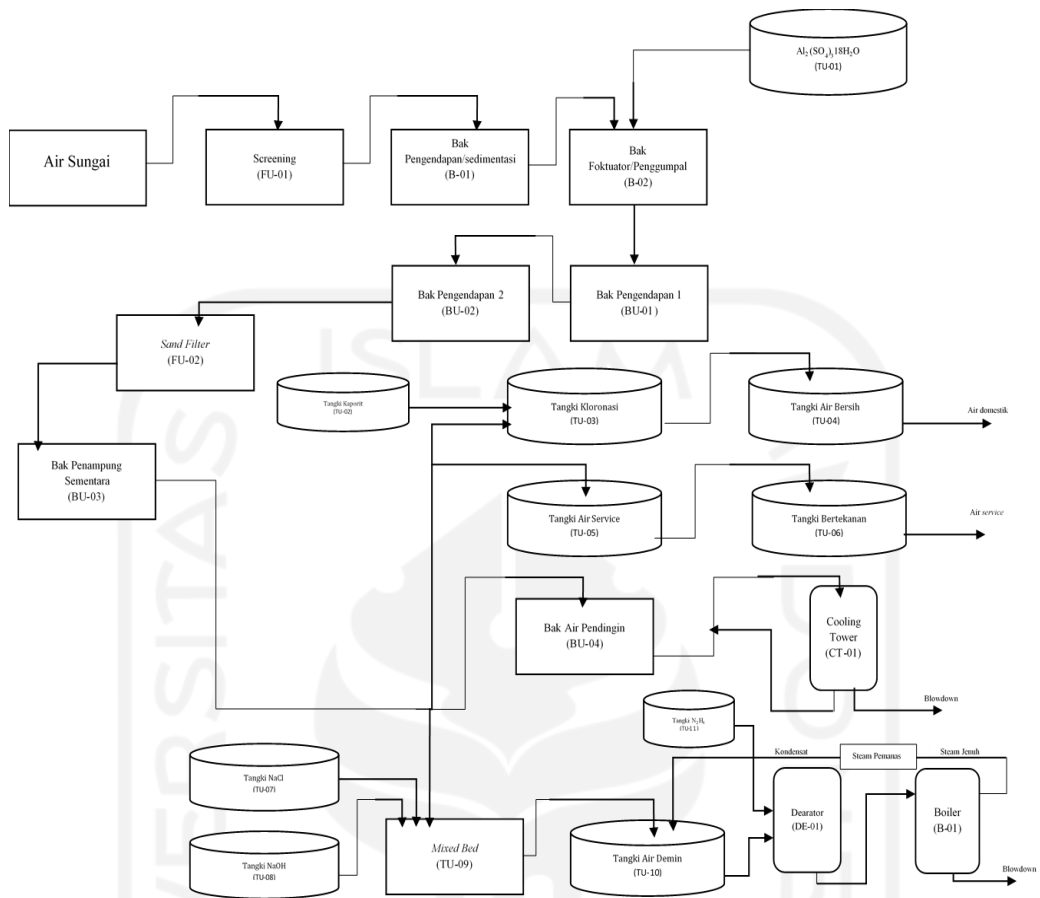 Al₂(SO₄)₃18H₂O
(TU-01)
Air Sungai
Screening
(FU-01)
Bak
Pengendapan/sedimentasi
(B-01)
Bak
Foktuator/Penggumpal
(B-02)
Bak Pengendapan 2
(BU-02)
Bak Pengendapan 1
(BU-01)
Sand Filter
(FU-02)
Tangki Kaporit
(TU-02)
Tangki Kloronasi
(TU-03)
Tangki Air Bersih
(TU-04)
Air domestik
Bak Penampung
Sementara
(BU-03)
Tangki Air Service
(TU-05)
Tangki Bertekanan
(TU-06)
Air service
Bak Air Pendingin
(BU-04)
Cooling
Tower
(CT-01)
Blowdown
Tangki
(TU-11)
Kondensat
Steam Pemanas
Steam Jenuh
Tangki NaCl
(TU-07)
Tangki NaOH
(TU-08)
Mixed Bed
(TU-09)
Tangki Air Demin
(TU-10)
Dearator
(DE-01)
Boiler
(B-01)
Blowdown
ISLAM
VERSITAS